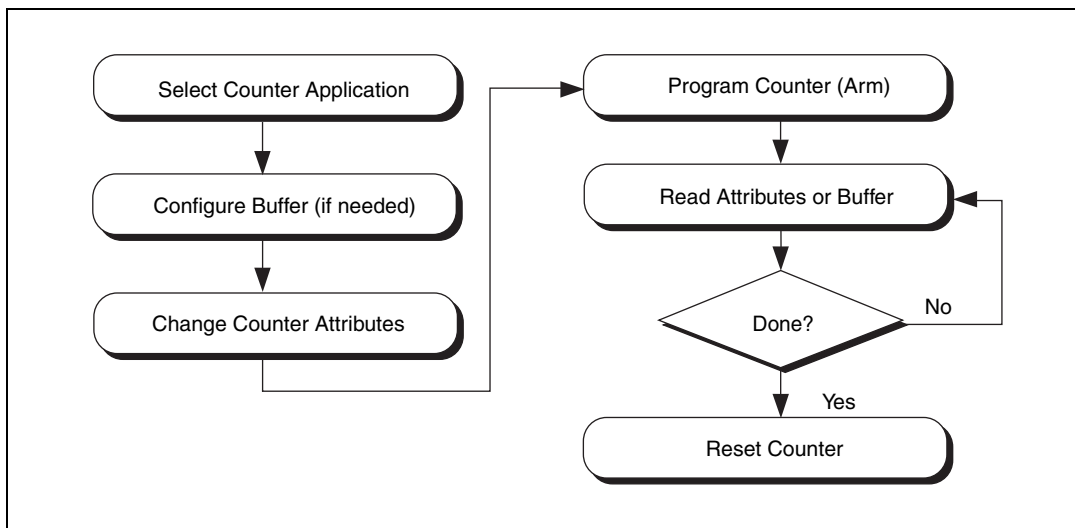 Select Counter Application
Configure Buffer (if needed)
Change Counter Attributes
Program Counter (Arm)
Read Attributes or Buffer
Done?
No
Yes
Reset Counter